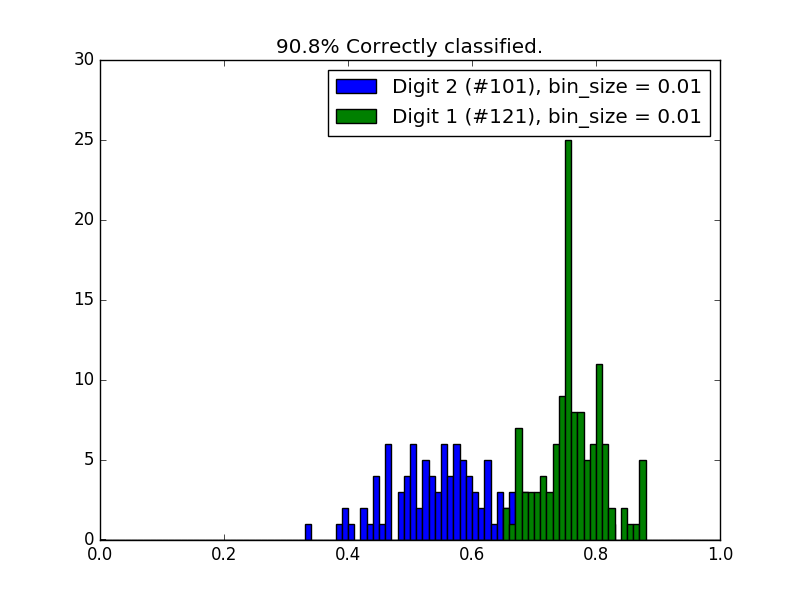 90.8% Correctly classified.
30
Digit 2 (#101), bin_size = 0.01
Digit 1 (#121), bin_size = 0.01
25
20
15
10
5
0
0.0 0.2 0.4 0.6 0.8 1.0